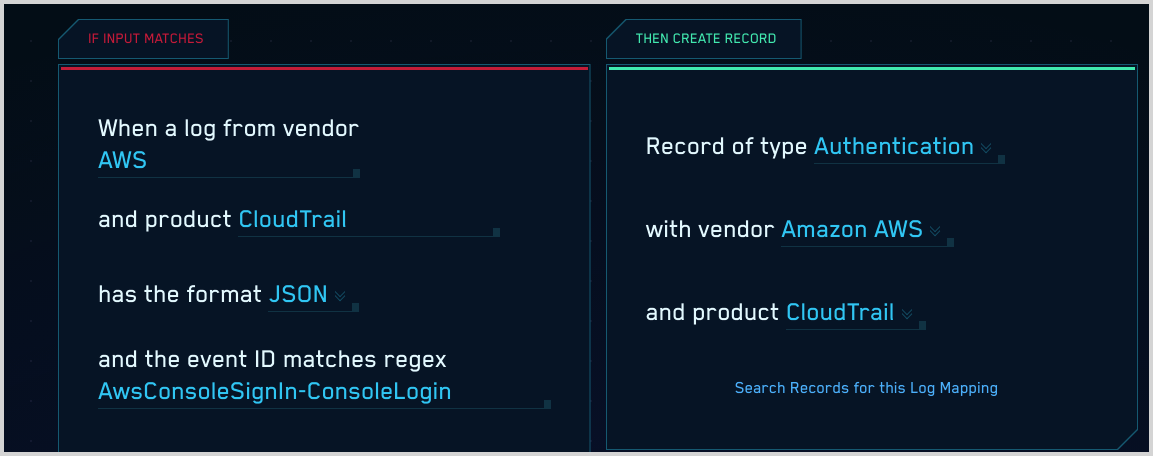 IF INPUT MATCHES
When a log from vendor
AWS
and product CloudTrail
has the format JSON
and the event ID matches regex
AwsConsoleSignIn-ConsoleLogin
THEN CREATE RECORD
Record of type Authentication
with vendor Amazon AWS
and product CloudTrail
Search Records for this Log Mapping